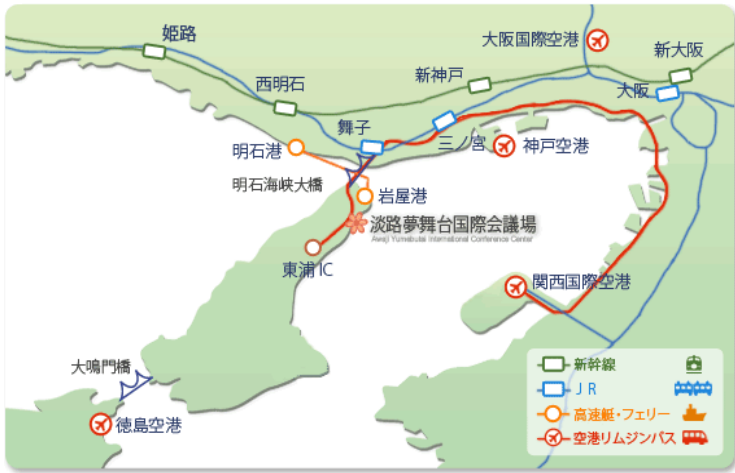 姫路
大阪国際空港
新大阪
西明石
新神戸
大阪
舞子
三ノ宮
神戸空港
明石港
明石海峡大橋
岩屋港
淡路夢舞台国際会議場
Awaji Yumebutai International Conference Center
東浦IC
関西国際空港
大鳴門橋
徳島空港
新幹線
JR
高速艇・フェリー
空港リムジンバス